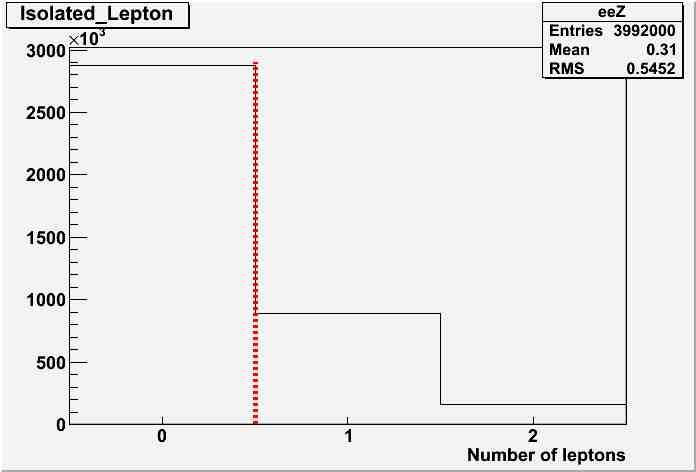 Isolated_Lepton
eeZ
Entries 3992000
Mean 0.31
RMS 0.5452
×10³
3000
2500
2000
1500
1000
500
0
0 1 2
Number of leptons